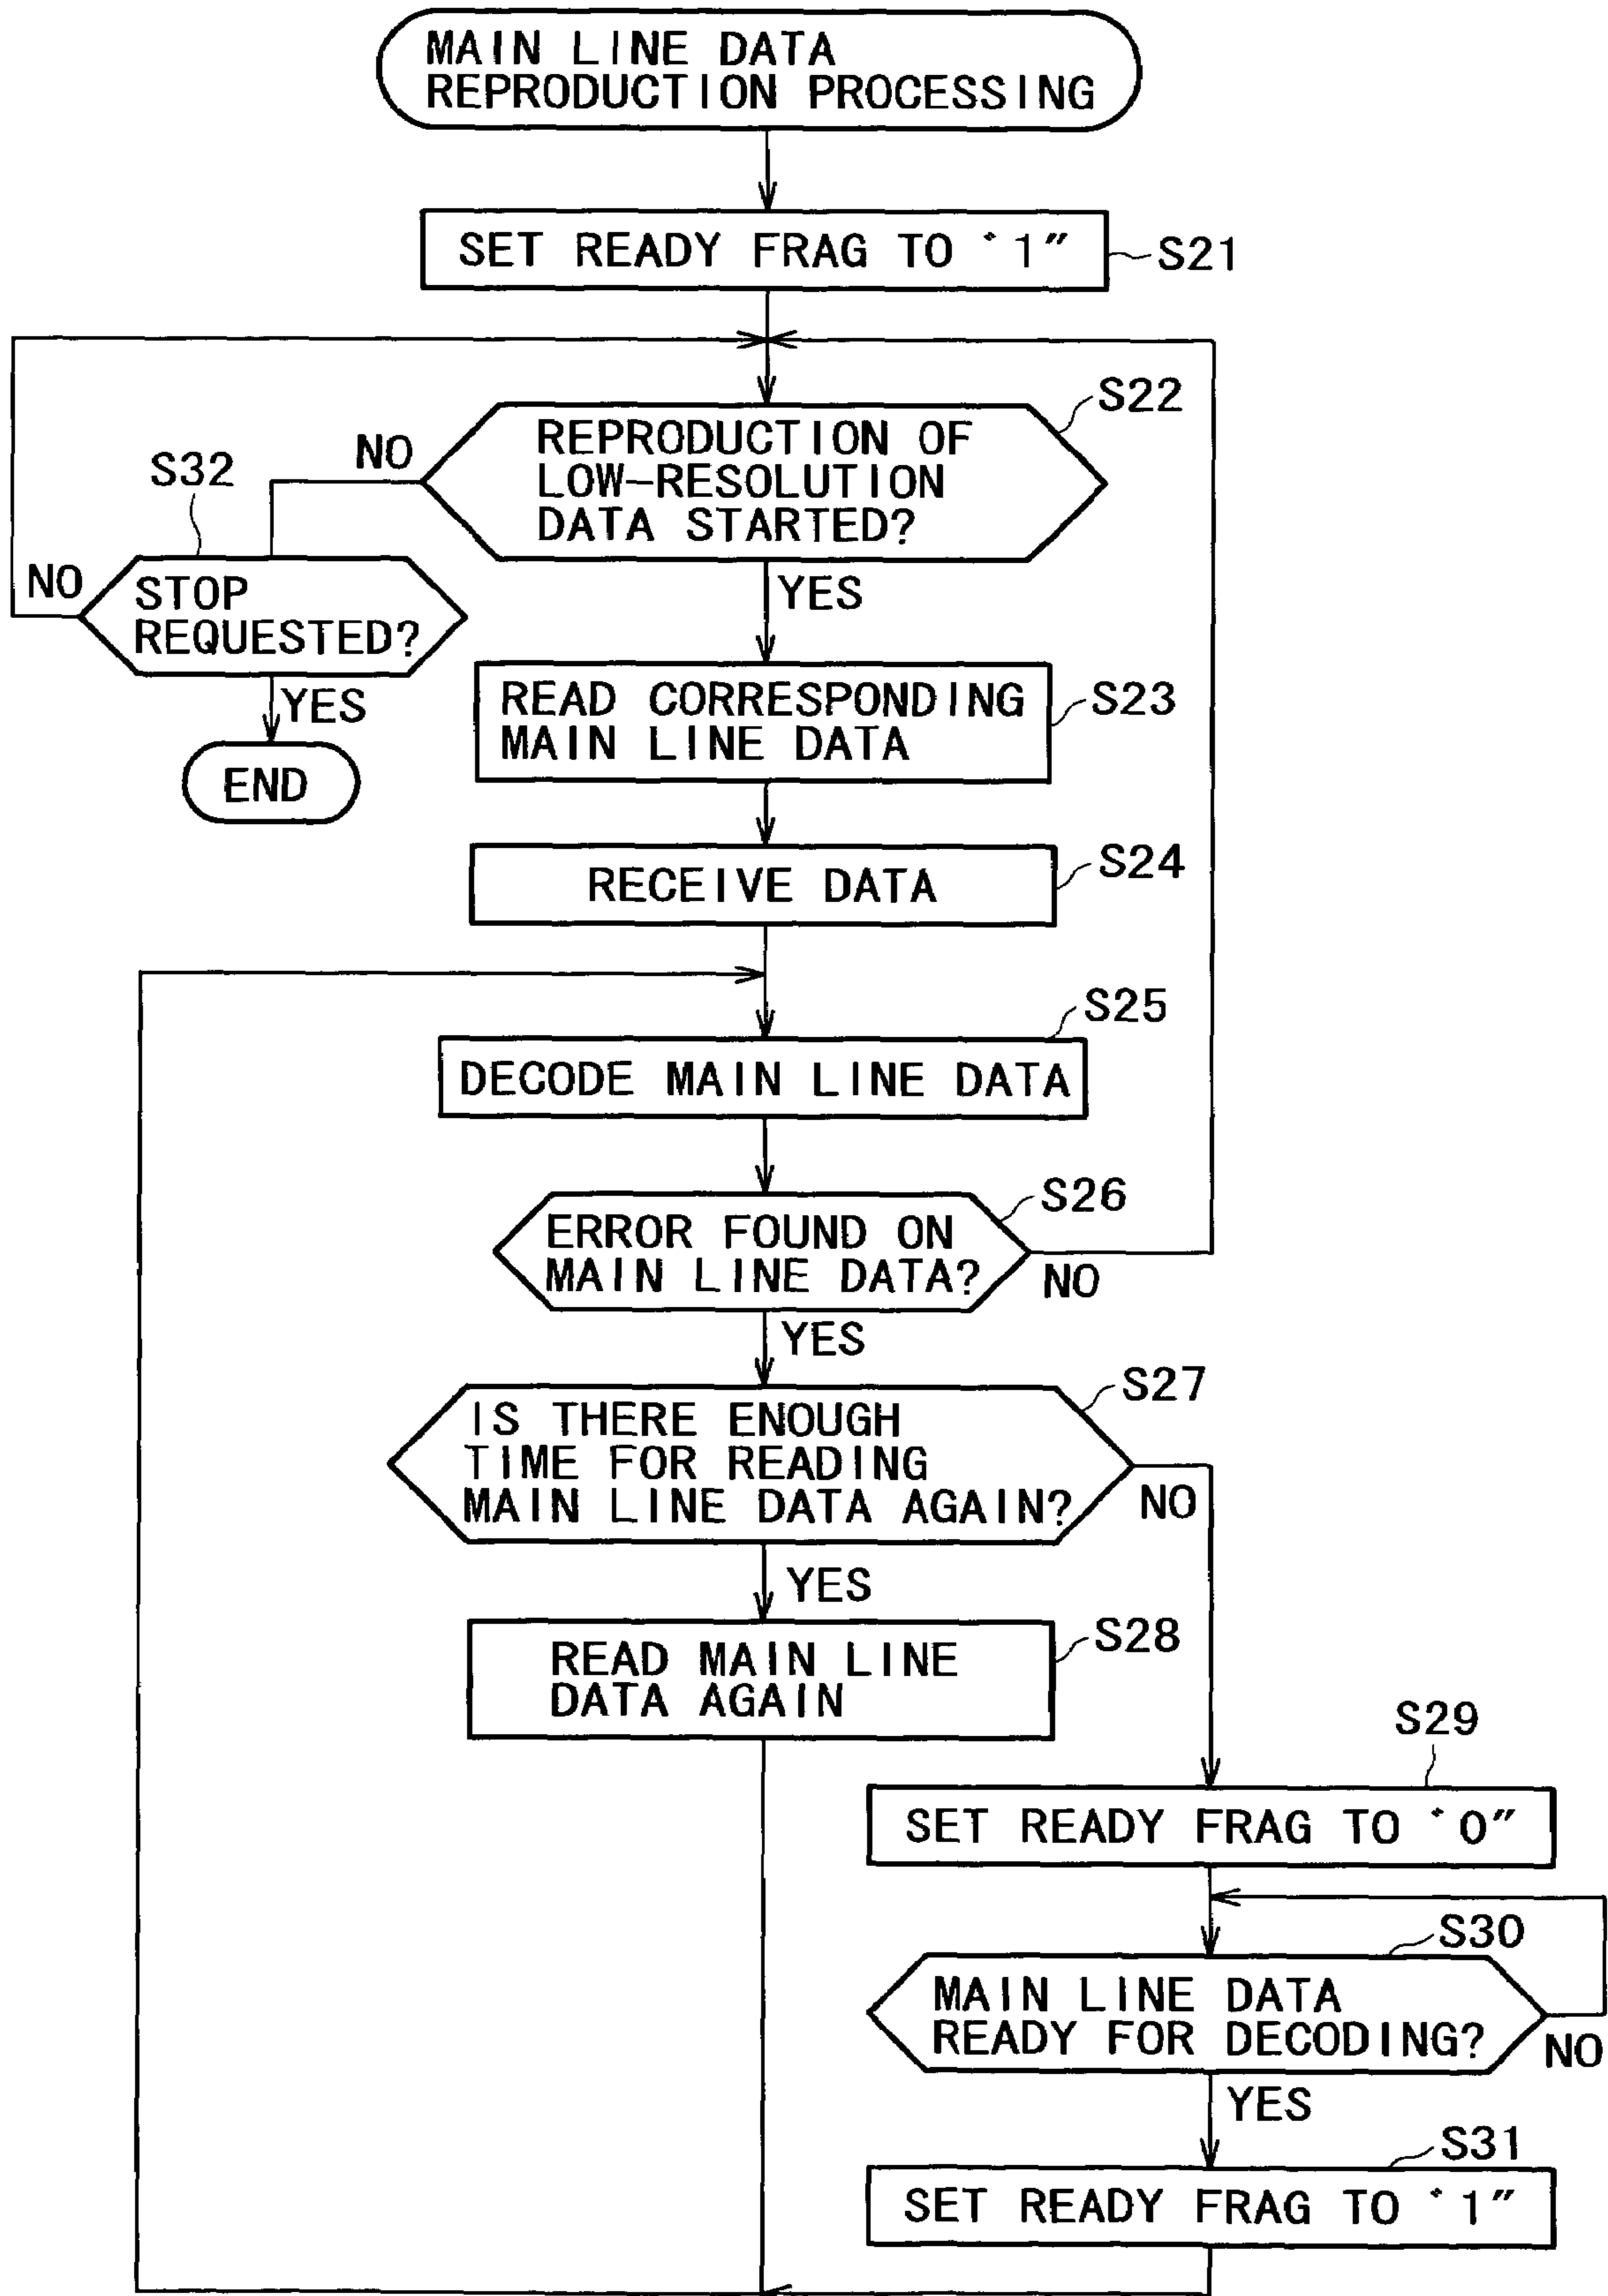 MAIN LINE DATA
REPRODUCTION PROCESSING
SET READY FRAG TO ‶1″
S21
S22
REPRODUCTION OF
LOW-RESOLUTION
DATA STARTED?
NO
S32
YES
NO
STOP
REQUESTED?
YES
END
READ CORRESPONDING
MAIN LINE DATA
S23
RECEIVE DATA
S24
S25
DECODE MAIN LINE DATA
S26
ERROR FOUND ON
MAIN LINE DATA?
NO
YES
S27
IS THERE ENOUGH
TIME FOR READING
MAIN LINE DATA AGAIN?
NO
YES
READ MAIN LINE
DATA AGAIN
S28
S29
SET READY FRAG TO ‶0″
S30
MAIN LINE DATA
READY FOR DECODING?
NO
YES
S31
SET READY FRAG TO ‶1″